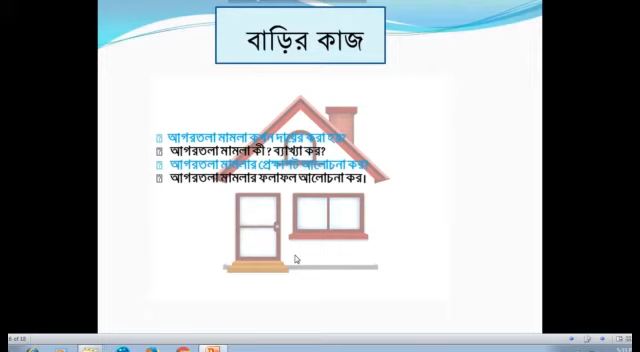 বাড়ির কাজ
আগরতলা মামলা কখন দায়ের করা হয়?
আগরতলা মামলা কী? ব্যাখ্যা কর?
আগরতলা মামলার প্রেক্ষাপট আলোচনা কর?
আগরতলা মামলার ফলাফল আলোচনা কর।